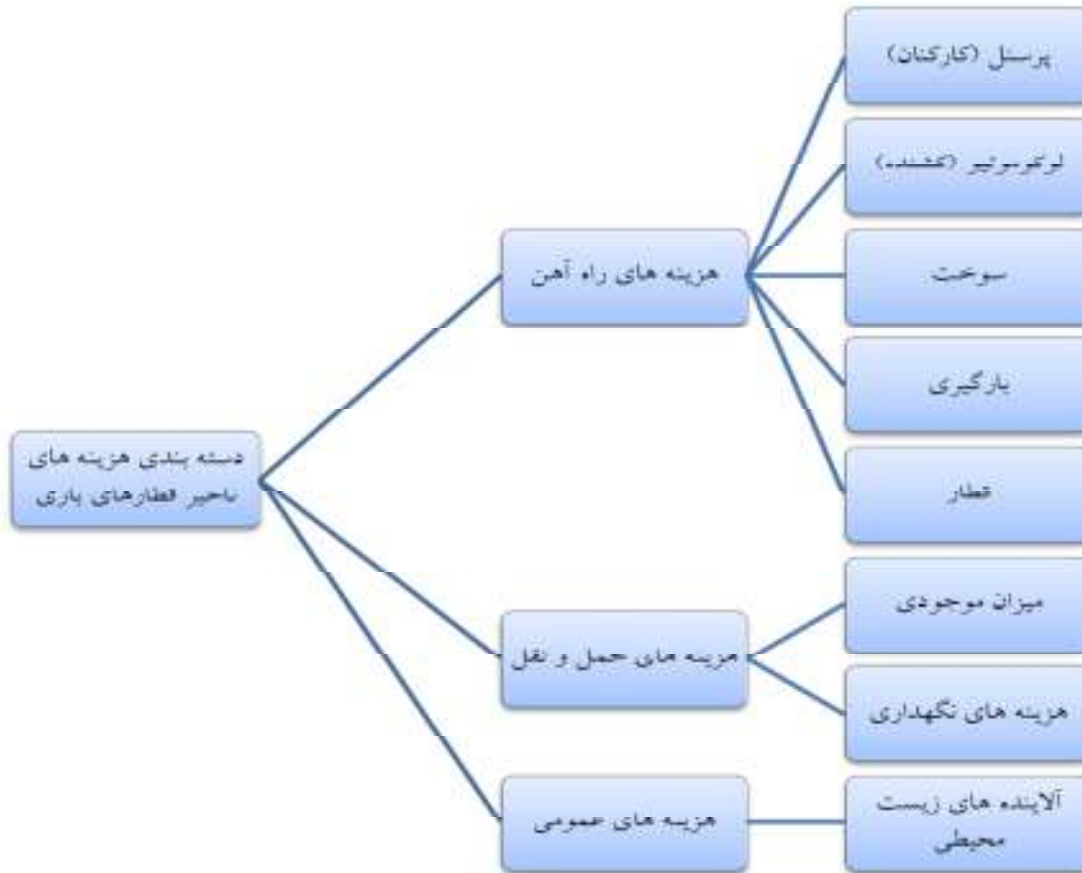 دسته بندی هزینه های
تاخیر قطارهای باری
هزینه های راه آهن
پرسنل (کارکنان)
لوکوموتیو (کشنده)
سوخت
بارگیری
قطار
هزینه های حمل و نقل
میزان موجودی
هزینه های نگهداری
هزینه های عمومی
آلاینده های زیست
محیطی